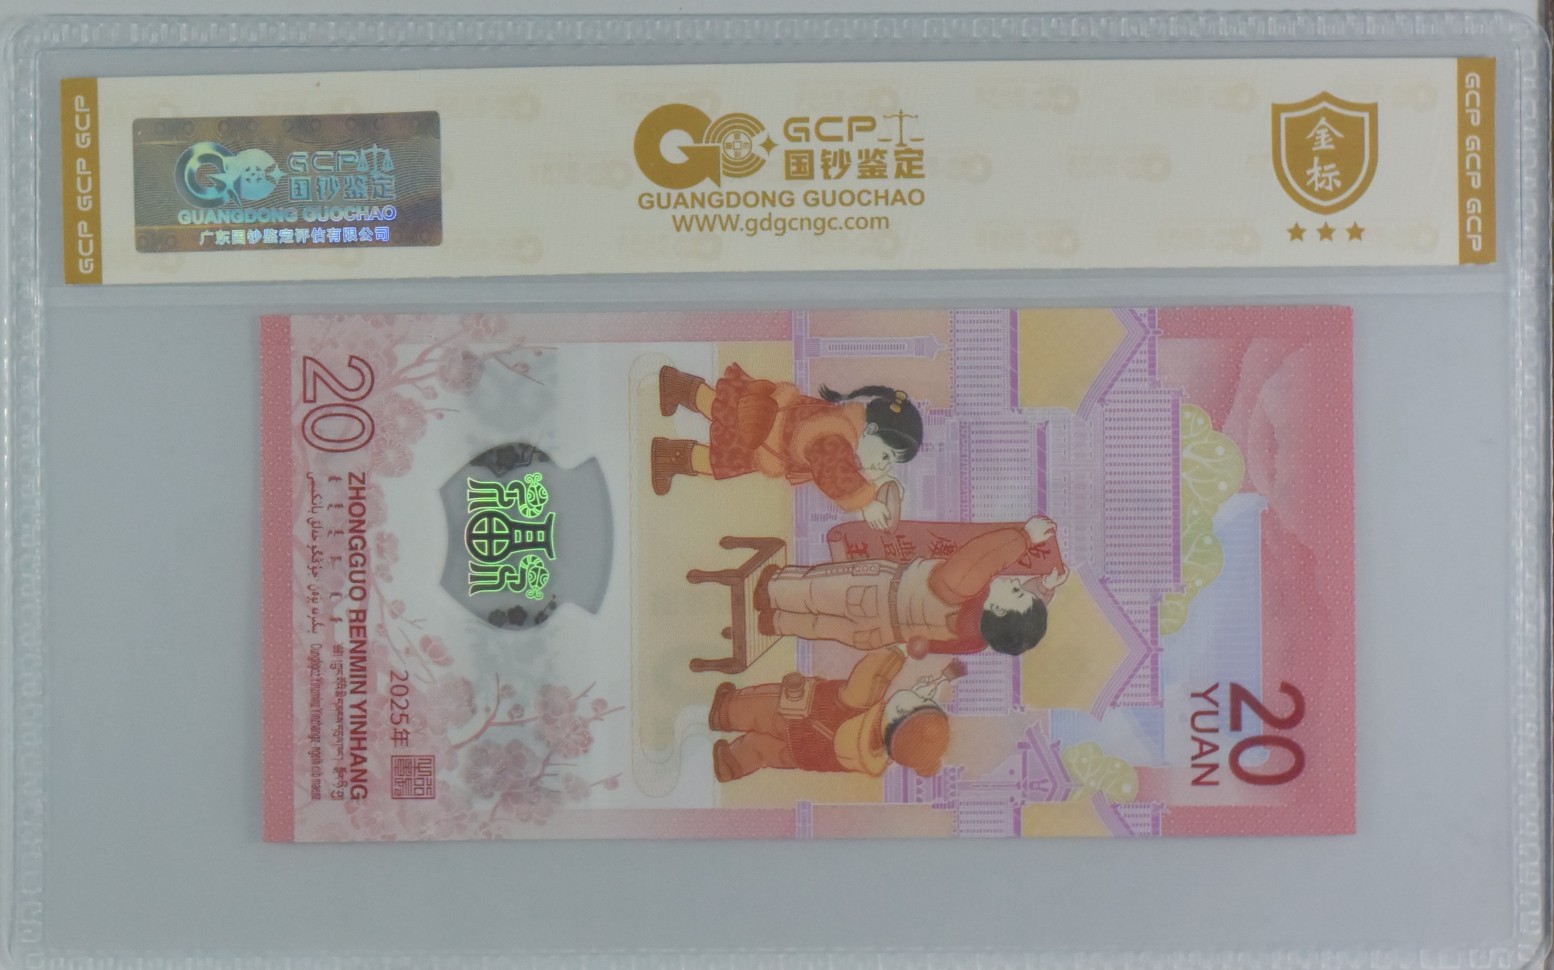 GCP GCP GCP
GCP
国钞鉴定
GUANGDONG GUOCHAO
广东国钞鉴定评估有限公司
GCP
国钞鉴定
GUANGDONG GUOCHAO
WWW.gdgcngc.com
金
标
GCP GCP GCP
20
ZHONGGUO RENMIN YINHANG
2025年
20
YUAN